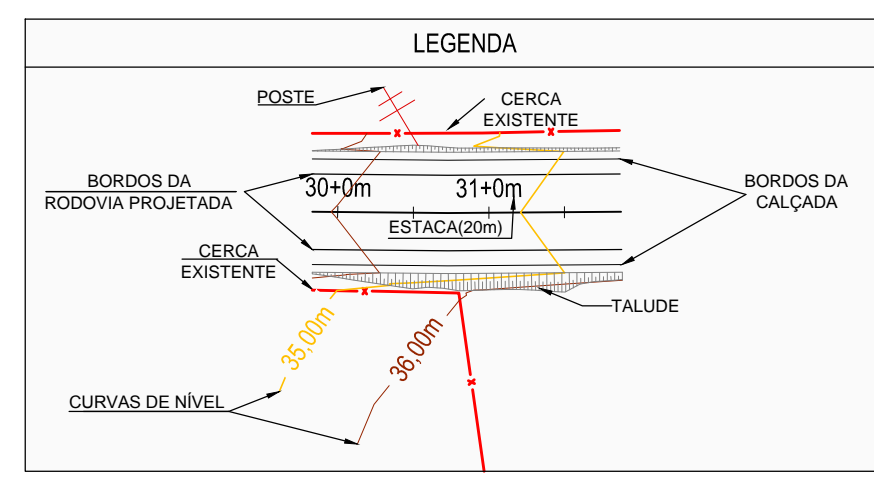 LEGENDA
POSTE
CERCA
EXISTENTE
BORDOS DA
RODOVIA PROJETADA
30+0m
31+0m
BORDOS DA
CALÇADA
ESTACA(20m)
CERCA
EXISTENTE
TALUDE
35,00m
36,00m
CURVAS DE NÍVEL